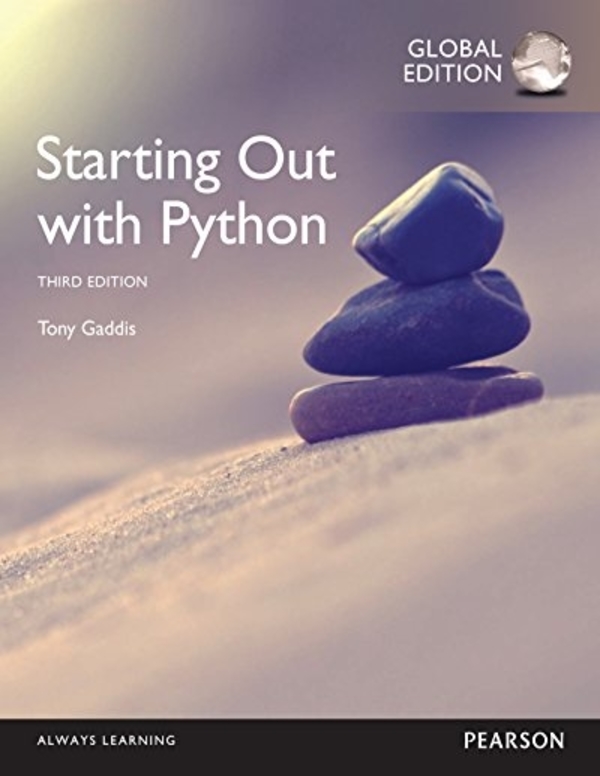 GLOBAL
EDITION
Starting Out
with Python
THIRD EDITION
Tony Gaddis
ALWAYS LEARNING
PEARSON